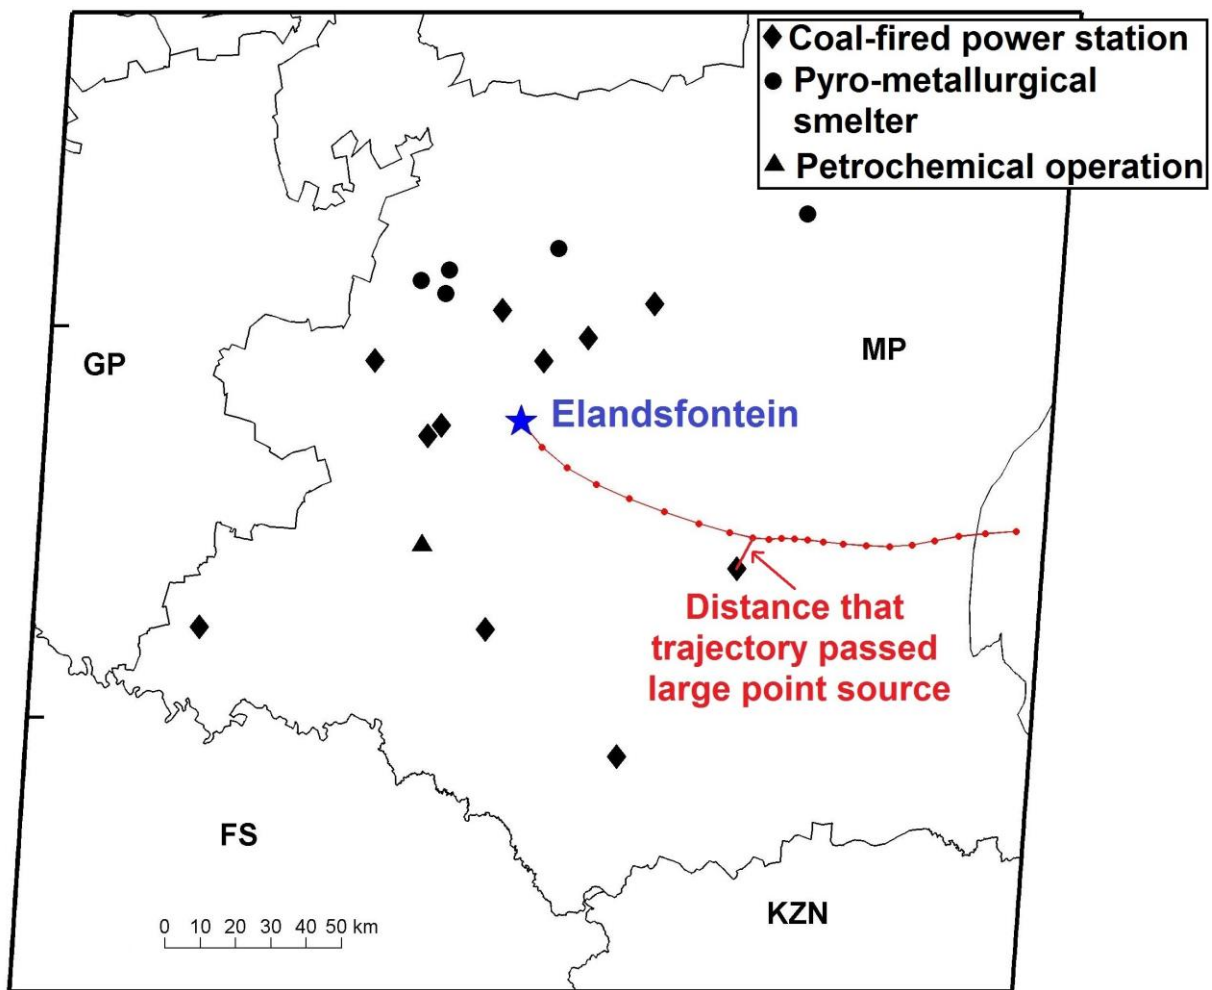 Coal-fired power station
Pyro-metallurgical
smelter
Petrochemical operation
GP
MP
Elandsfontein
Distance that
trajectory passed
large point source
FS
KZN
0 10 20 30 40 50 km